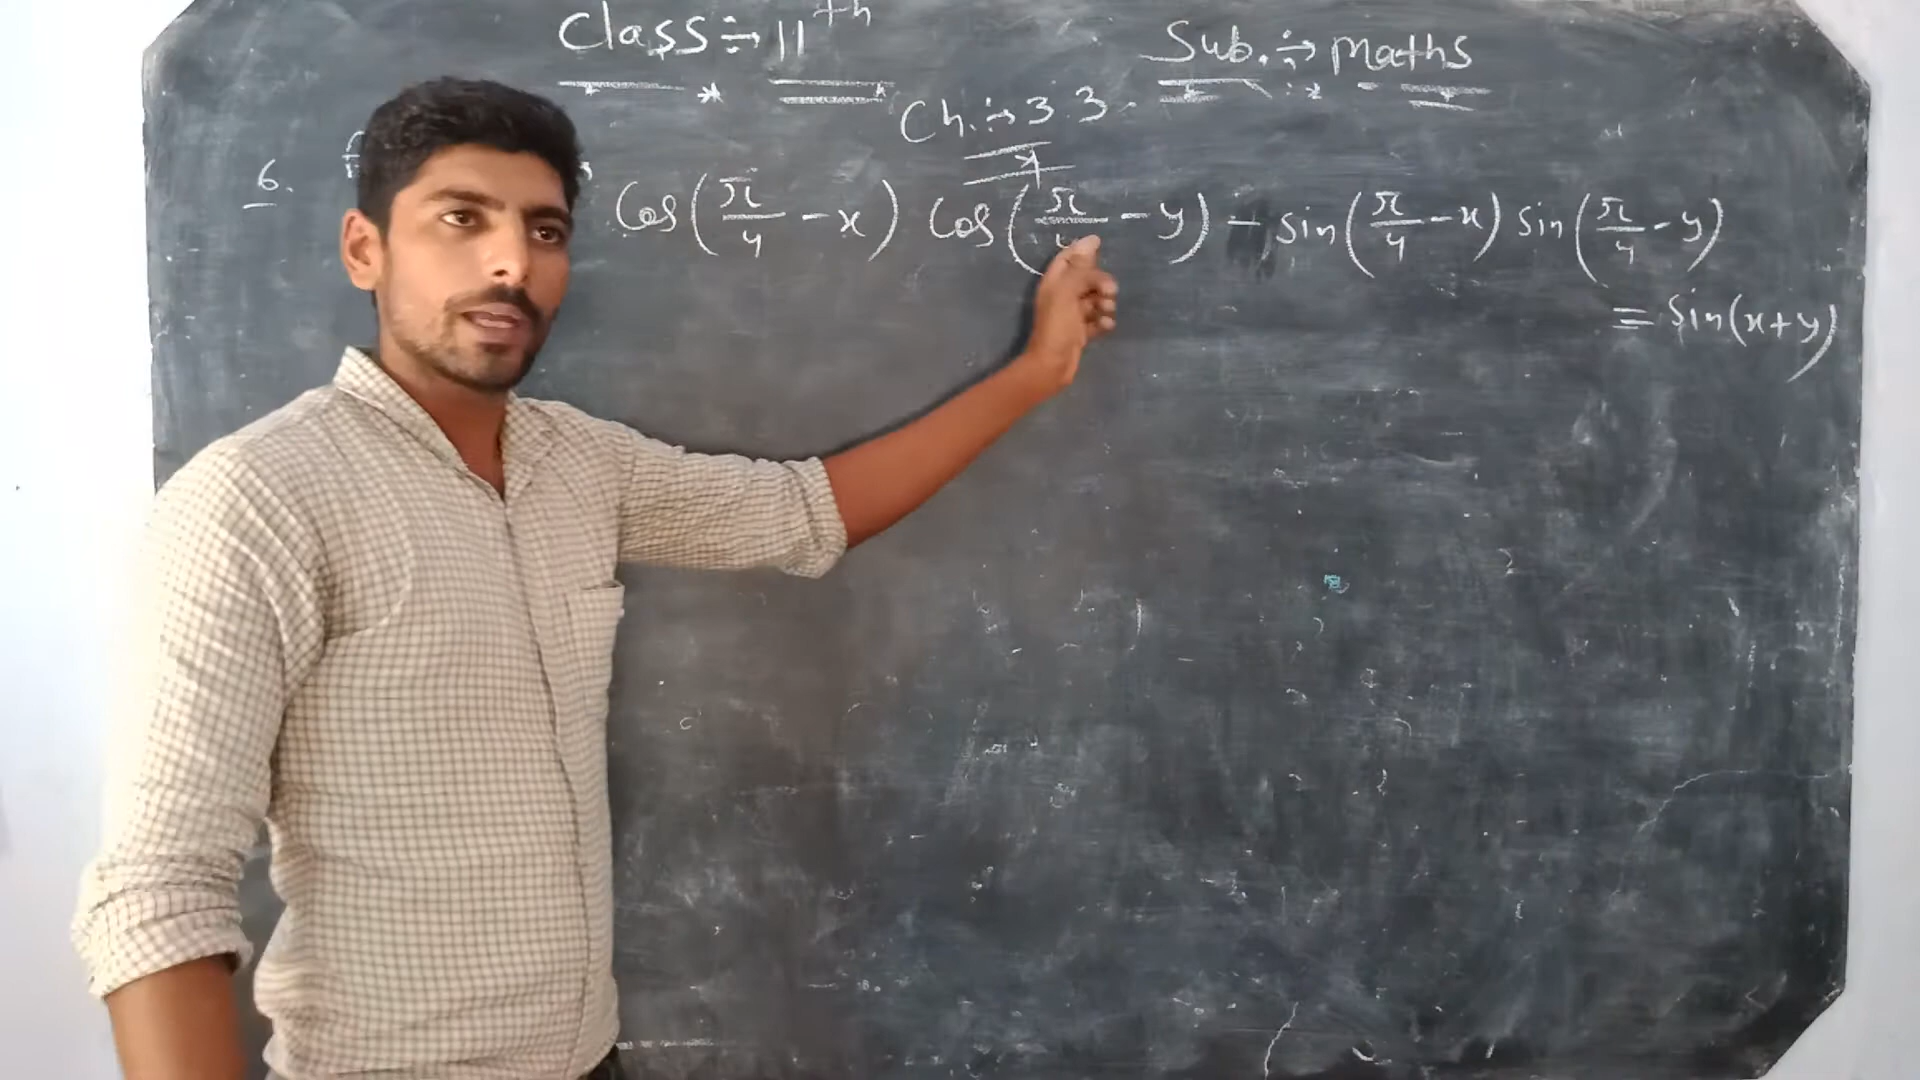 Class ÷ 11th Sub. ÷ Maths
Ch. ÷ 3.3
6.
Cos(π/4 - x) Cos(π/4 - y) - sin(π/4 - x) sin(π/4 - y)
= sin(x+y)